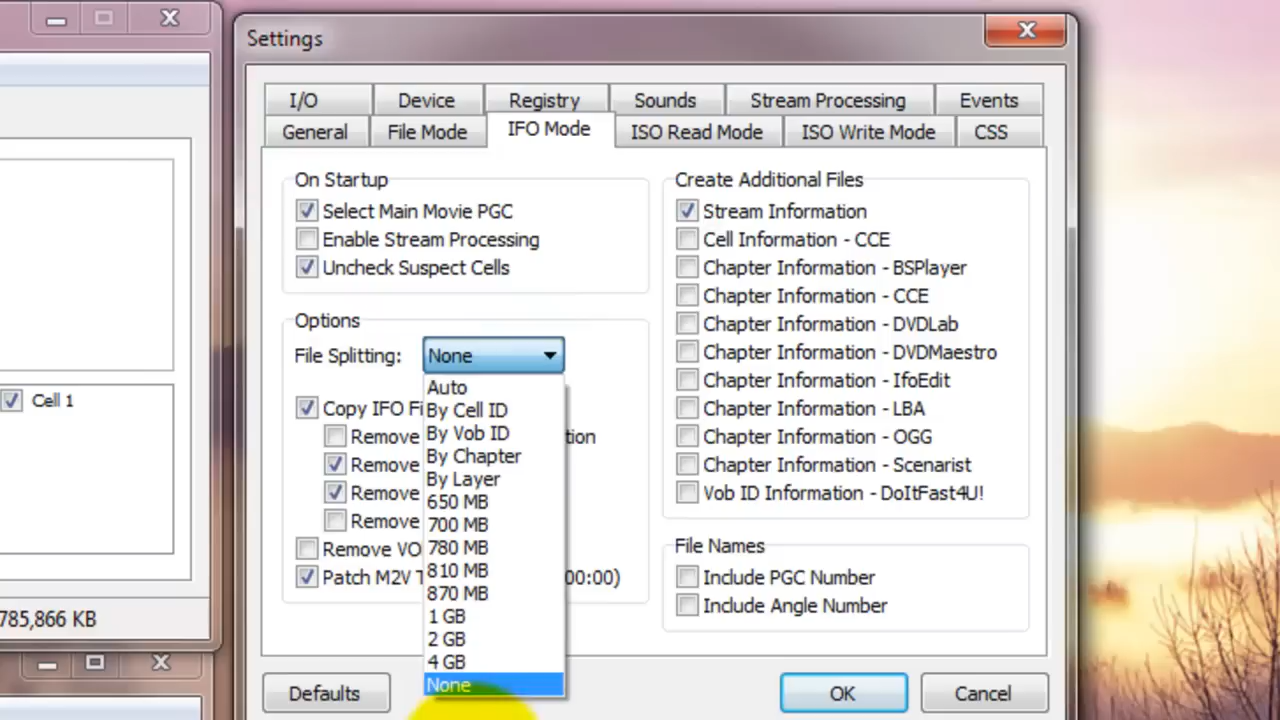 Settings
I/O
Device
Registry
Sounds
Stream Processing
Events
General
File Mode
IFO Mode
ISO Read Mode
ISO Write Mode
CSS
On Startup
Select Main Movie PGC
Enable Stream Processing
Uncheck Suspect Cells
Options
File Splitting:
None
Auto
By Cell ID
By Vob ID
By Chapter
By Layer
650 MB
700 MB
780 MB
810 MB
870 MB
1 GB
2 GB
4 GB
None
Copy IFO Fi
Remove
tion
Remove
Remove
Remove
Remove VO
Patch M2V T
00:00)
Create Additional Files
Stream Information
Cell Information - CCE
Chapter Information - BSPlayer
Chapter Information - CCE
Chapter Information - DVDLab
Chapter Information - DVDMaestro
Chapter Information - IfoEdit
Chapter Information - LBA
Chapter Information - OGG
Chapter Information - Scenarist
Vob ID Information - DoItFast4U!
File Names
Include PGC Number
Include Angle Number
Defaults
OK
Cancel
Cell 1
785,866 KB